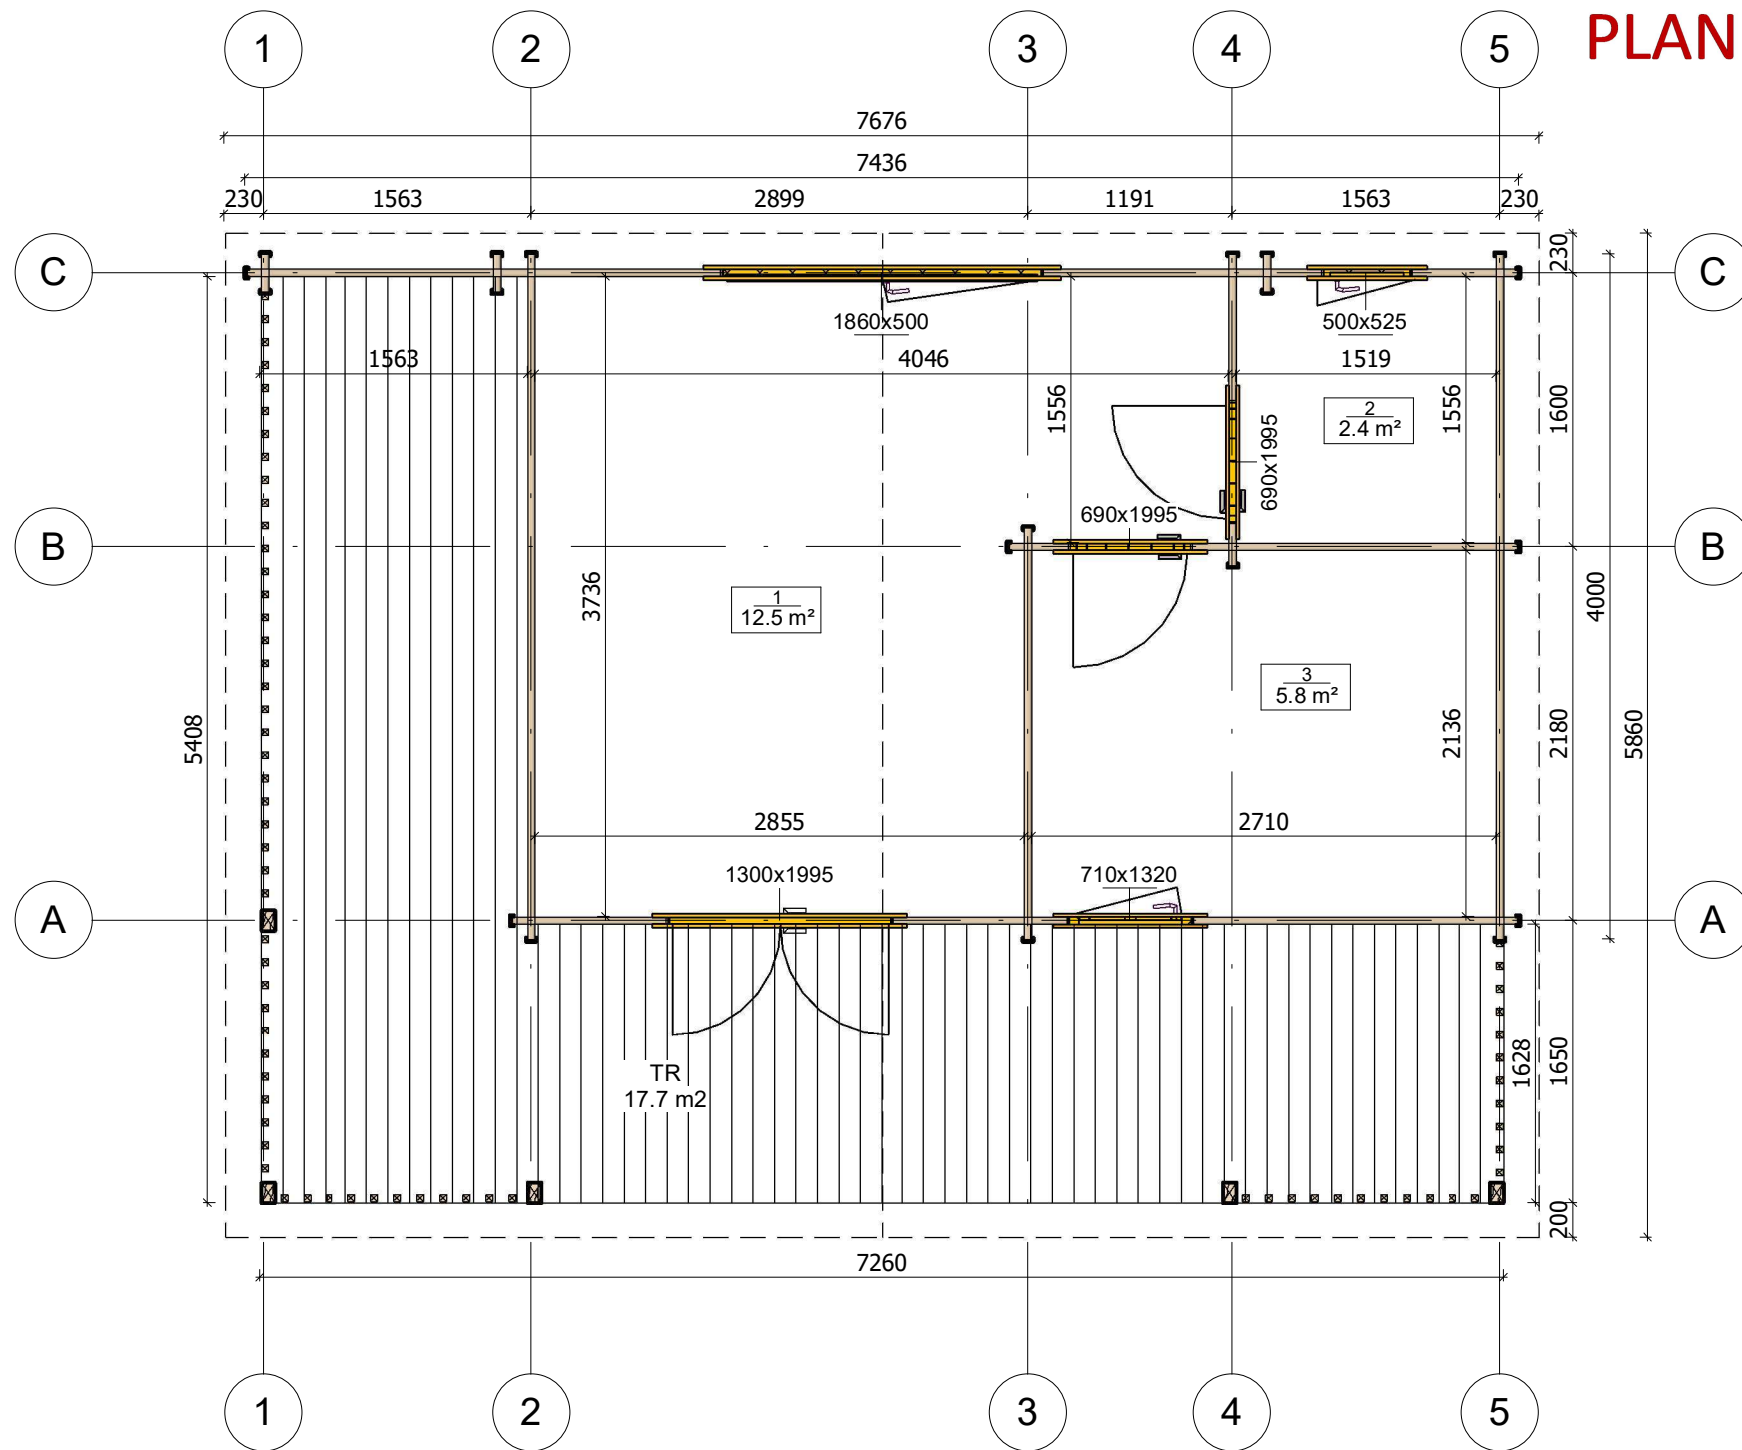 PLAN
1 2 3 4 5
7676
7436
230 1563 2899 1191 1563 230
C C
230
1860x500 500x525
1563 4046 1519
1556 1556 1600
2
2.4 m²
690x1995
690x1995
B B
3736 4000
1
12.5 m²
3
5.8 m²
5408 2136 2180 5860
2855 2710
1300x1995 710x1320
A A
1628 1650
TR
17.7 m2
200
7260
1 2 3 4 5